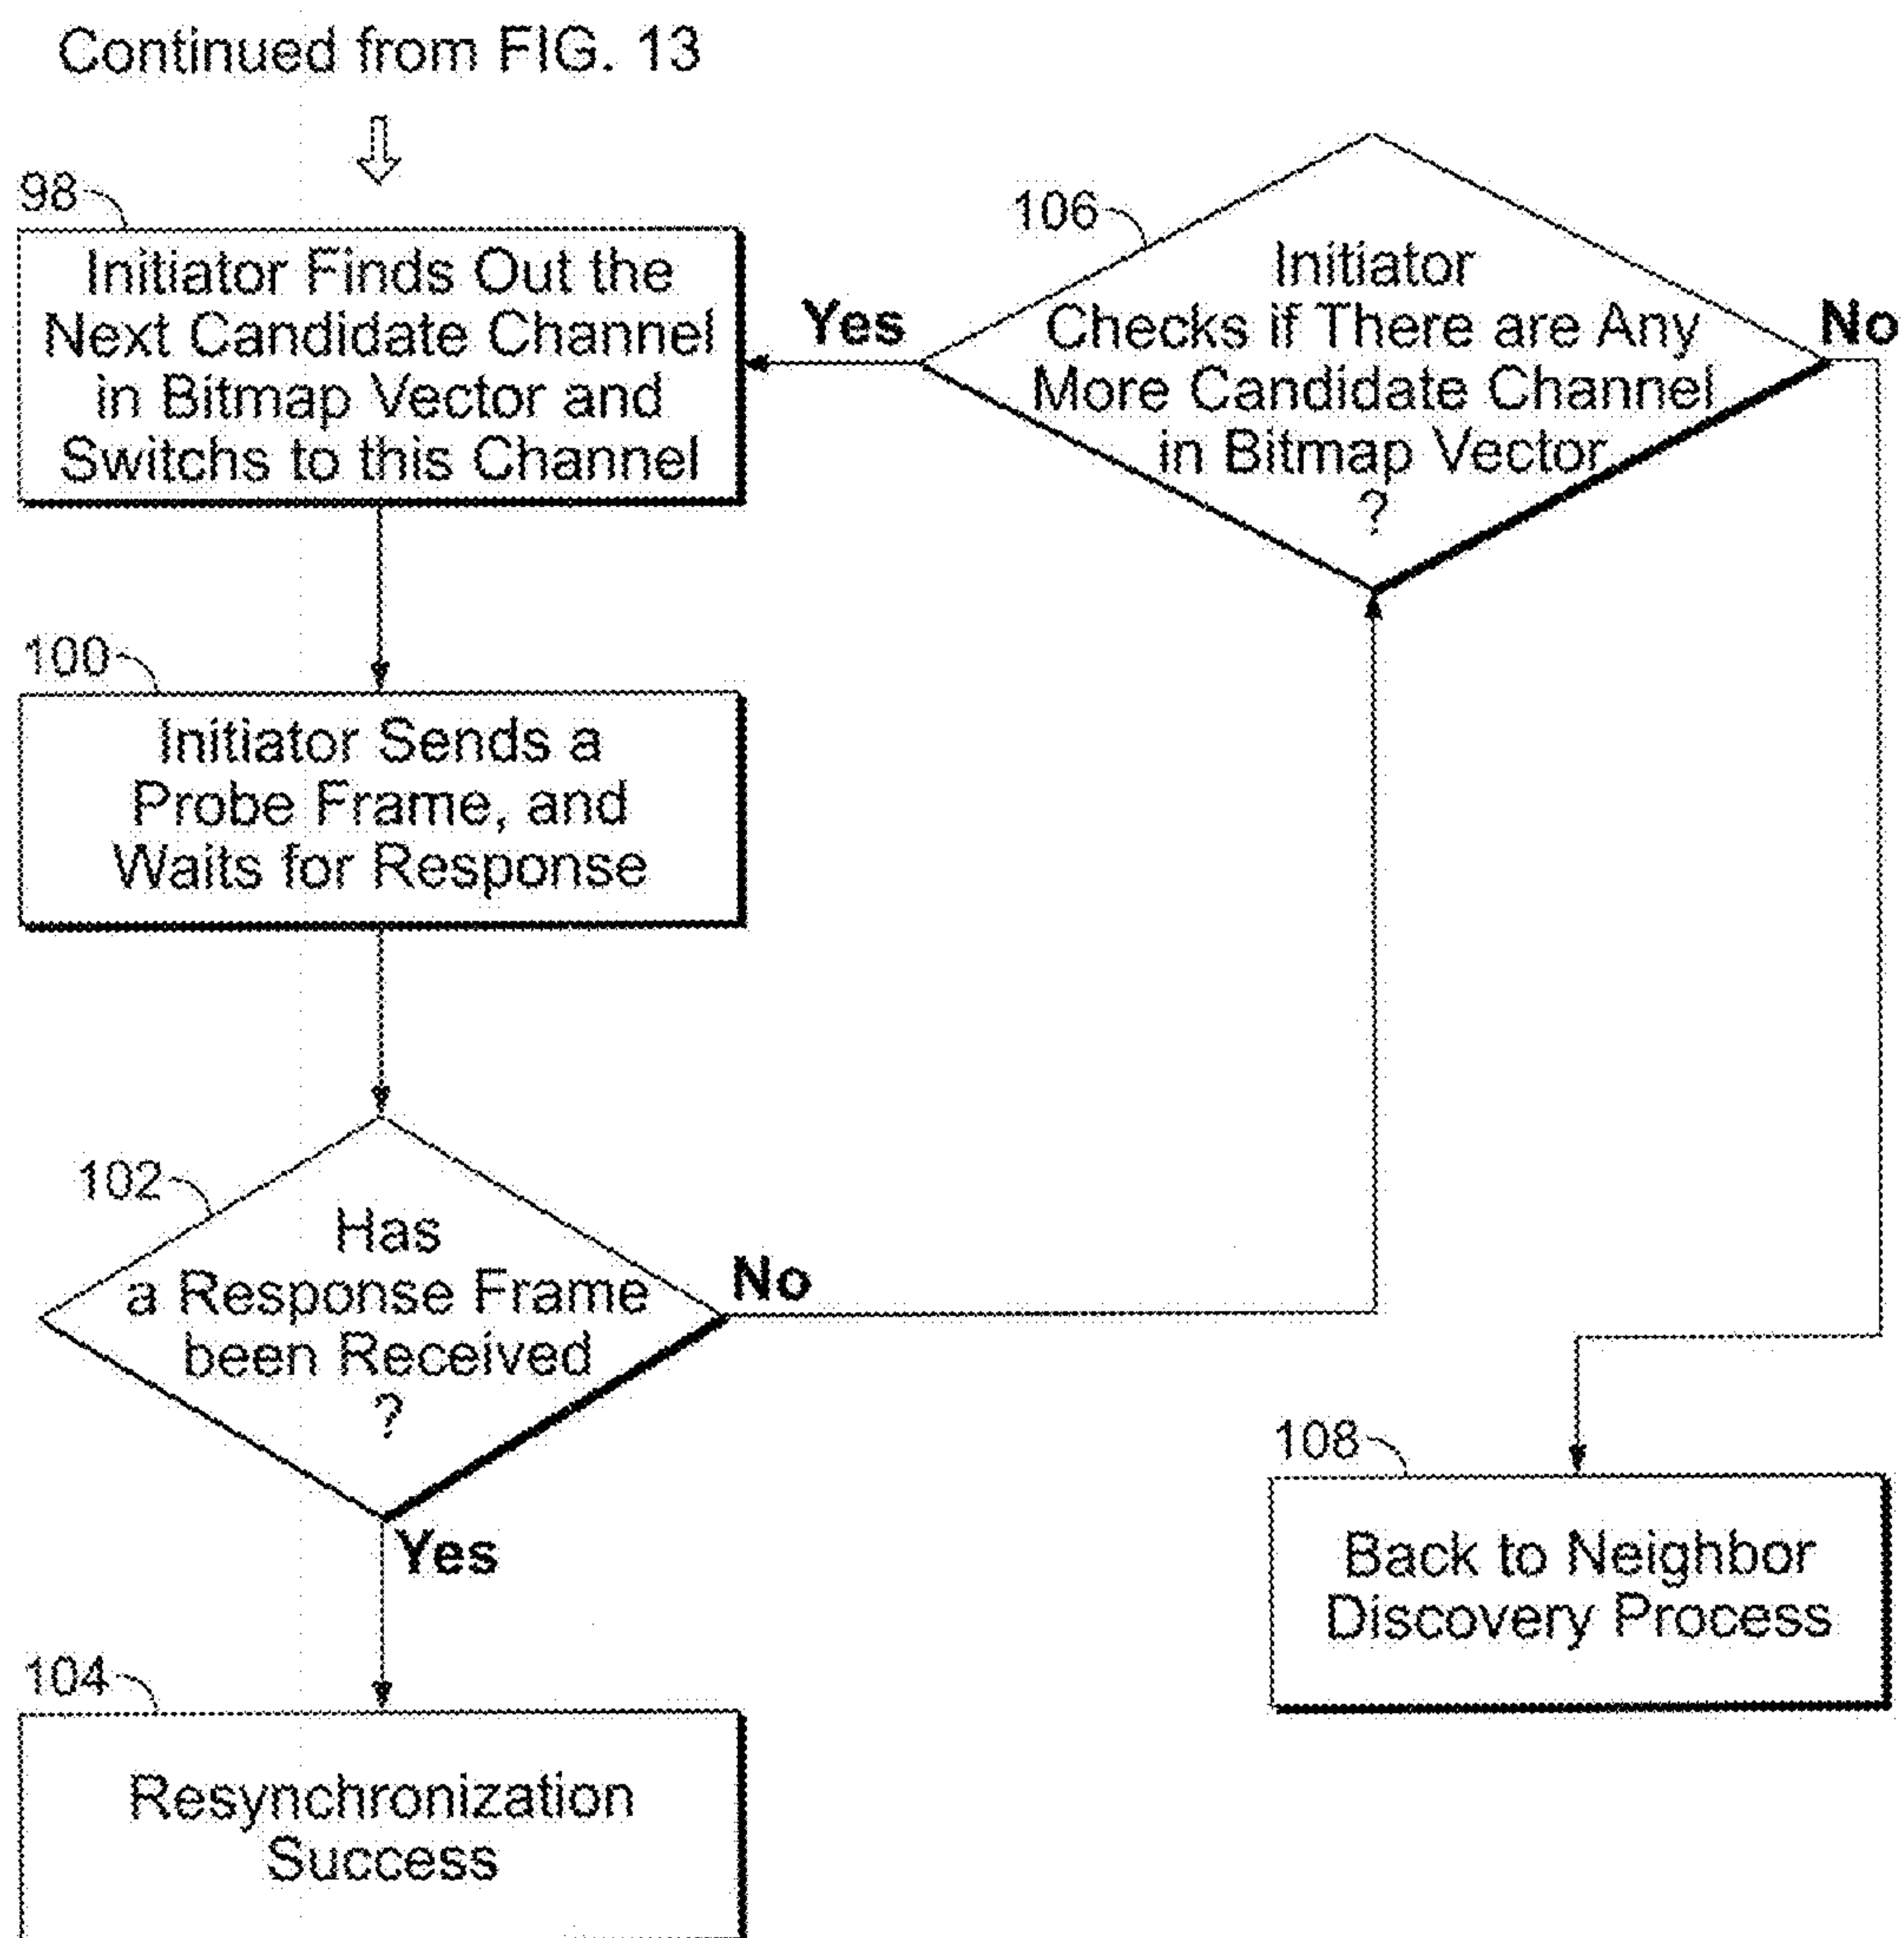 Continued from FIG. 13
98
Initiator Finds Out the
Next Candidate Channel
in Bitmap Vector and
Switchs to this Channel
106
Initiator
Checks if There are Any
More Candidate Channel
in Bitmap Vector
?
Yes
No
100
Initiator Sends a
Probe Frame, and
Waits for Response
102
Has
a Response Frame
been Received
?
No
Yes
104
Resynchronization
Success
108
Back to Neighbor
Discovery Process